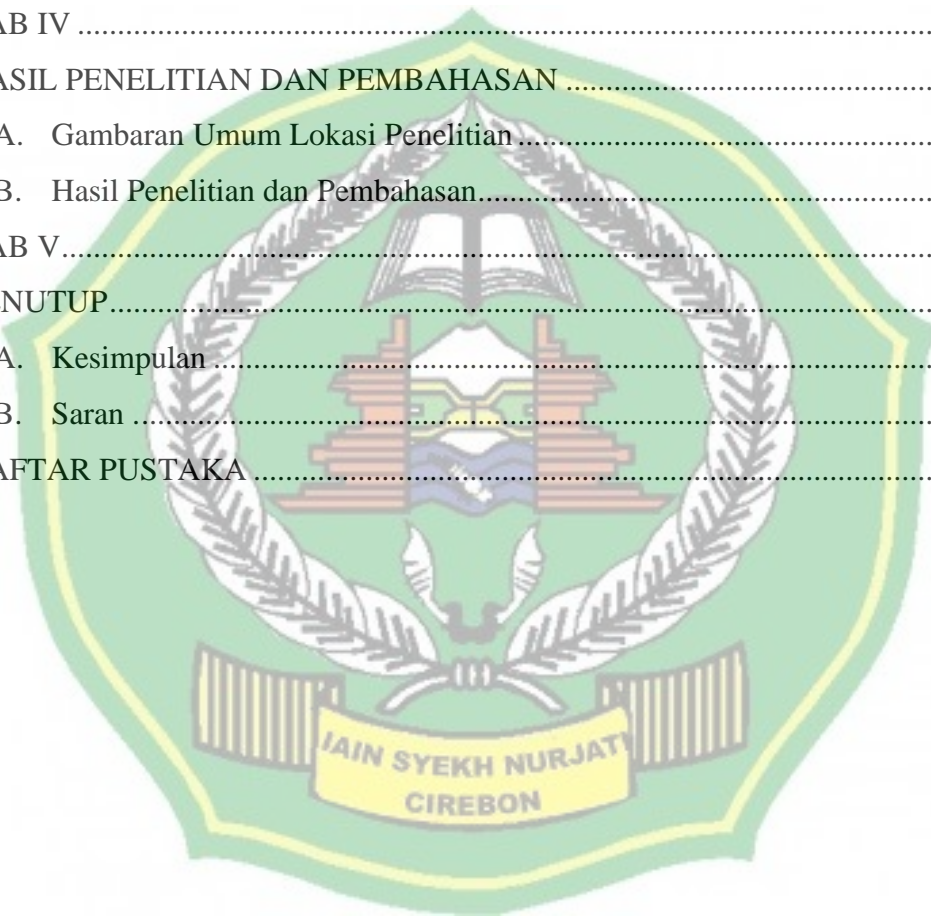 AB IV ....................................................................................................
ASIL PENELITIAN DAN PEMBAHASAN ...............................................
A. Gambaran Umum Lokasi Penelitian .....................................................
B. Hasil Penelitian dan Pembahasan..........................................................
AB V......................................................................................................
NUTUP....................................................................................................
A. Kesimpulan ...........................................................................................
B. Saran .....................................................................................................
AFTAR PUSTAKA .....................................................................................
IAIN SYEKH NURJATI
CIREBON